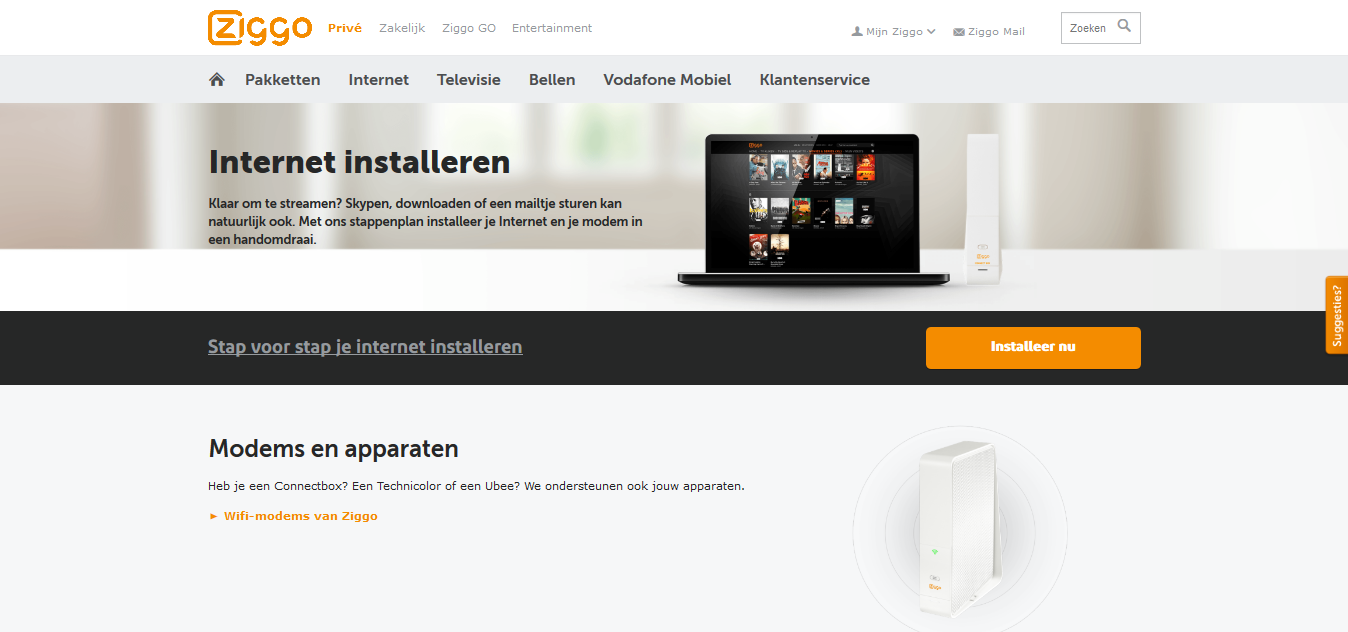 Ziggo
Privé Zakelijk Ziggo GO Entertainment
Mijn Ziggo Ziggo Mail Zoeken
Pakketten Internet Televisie Bellen Vodafone Mobiel Klantenservice
Internet installeren
Klaar om te streamen? Skypen, downloaden of een mailtje sturen kan
natuurlijk ook. Met ons stappenplan installeer je Internet en je modem in
een handomdraai.
Suggesties?
Stap voor stap je internet installeren
Installeer nu
Modems en apparaten
Heb je een Connectbox? Een Technicolor of een Ubee? We ondersteunen ook jouw apparaten.
► Wifi-modems van Ziggo
Ziggo